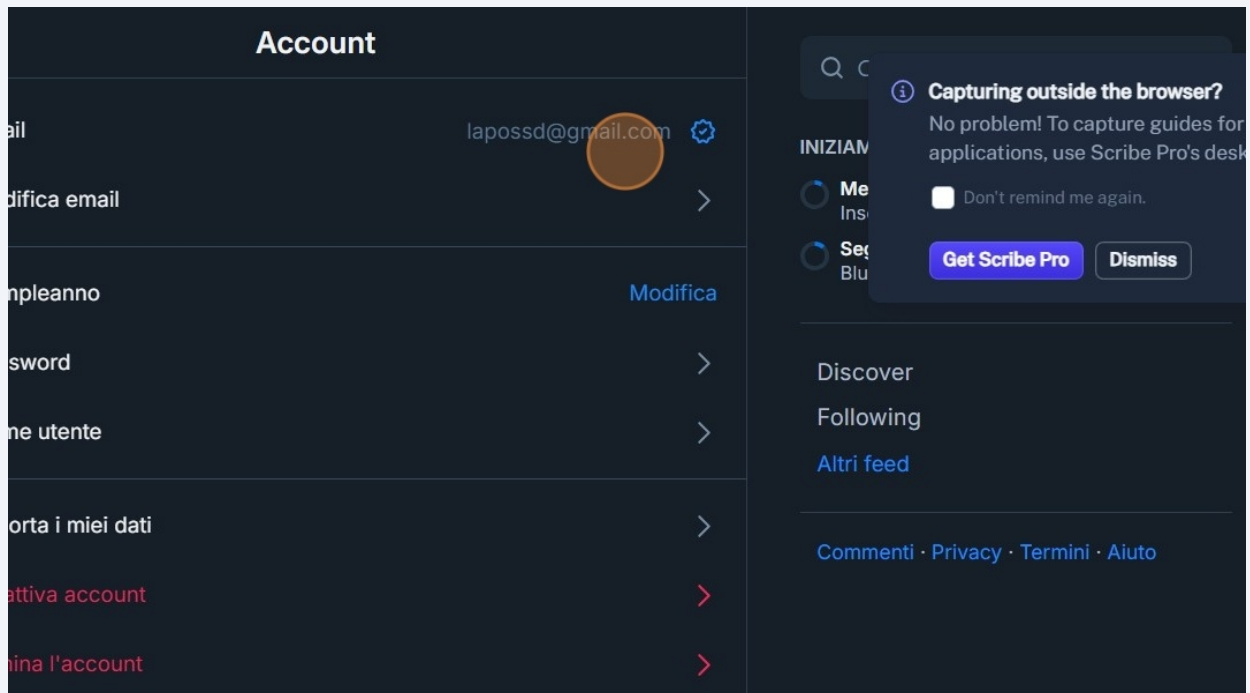 Account
ail
lapossd@gmail.com
difica email
mpleanno
Modifica
sword
me utente
orta i miei dati
attiva account
nina l'account
C
Capturing outside the browser?
No problem! To capture guides for
applications, use Scribe Pro's desk
Don't remind me again.
Get Scribe Pro
Dismiss
INIZIAM
Me
Ins
Seg
Blu
Discover
Following
Altri feed
Commenti · Privacy · Termini · Aiuto